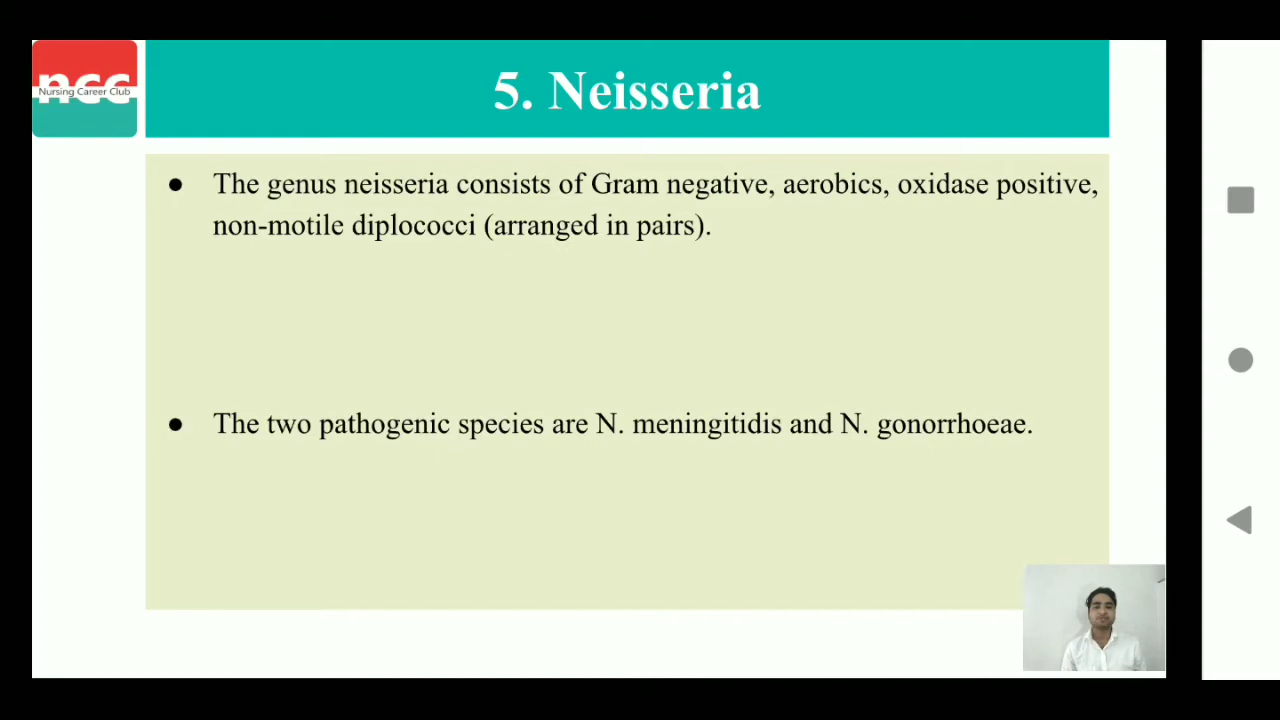 ncc
Nursing Career Club
5. Neisseria
● The genus neisseria consists of Gram negative, aerobics, oxidase positive,
non-motile diplococci (arranged in pairs).
● The two pathogenic species are N. meningitidis and N. gonorrhoeae.